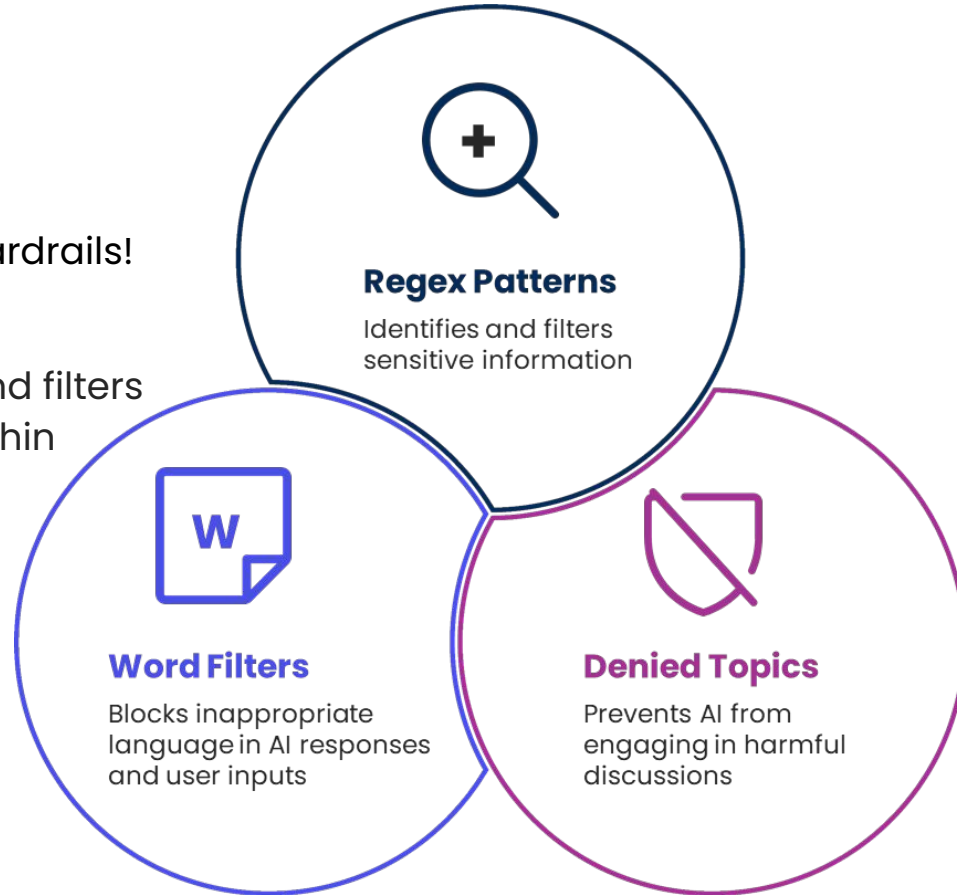 ardrails!
nd filters
hin
Regex Patterns
Identifies and filters
sensitive information
W
Word Filters
Blocks inappropriate
language in AI responses
and user inputs
Denied Topics
Prevents AI from
engaging in harmful
discussions